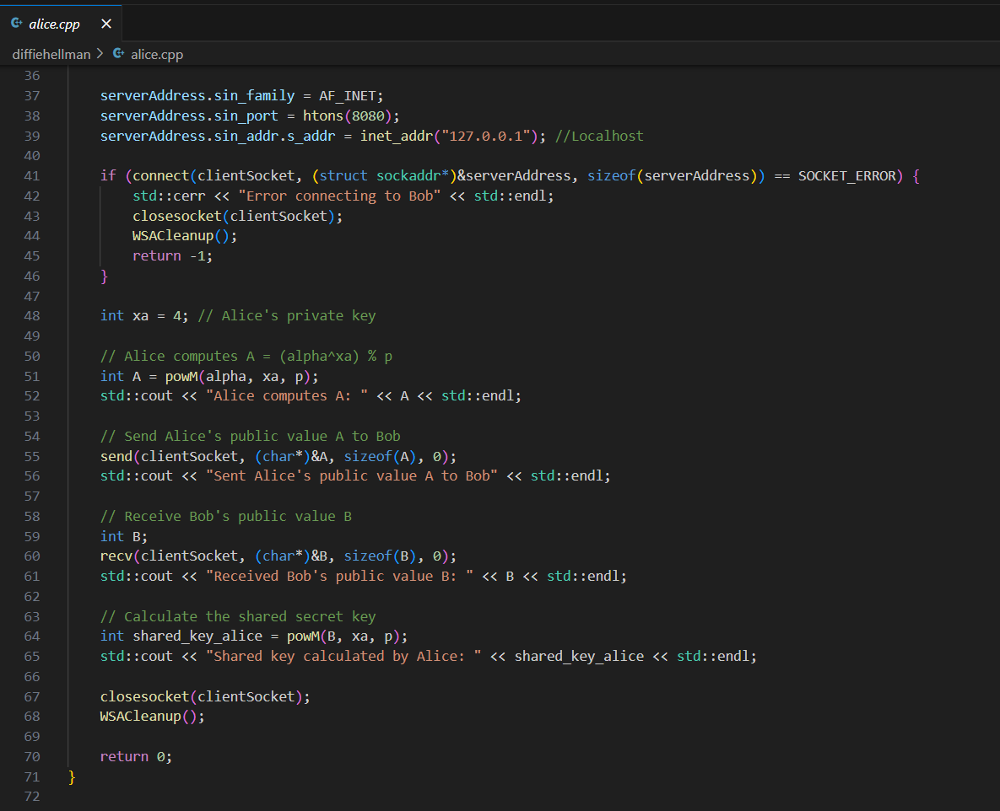 alice.cpp
diffiehellman > alice.cpp
36
37 serverAddress.sin_family = AF_INET;
38 serverAddress.sin_port = htons(8080);
39 serverAddress.sin_addr.s_addr = inet_addr("127.0.0.1"); //Localhost
40
41 if (connect(clientSocket, (struct sockaddr*)&serverAddress, sizeof(serverAddress)) == SOCKET_ERROR) {
42 std::cerr << "Error connecting to Bob" << std::endl;
43 closesocket(clientSocket);
44 WSACleanup();
45 return -1;
46 }
47
48 int xa = 4; // Alice's private key
49
50 // Alice computes A = (alpha^xa) % p
51 int A = powM(alpha, xa, p);
52 std::cout << "Alice computes A: " << A << std::endl;
53
54 // Send Alice's public value A to Bob
55 send(clientSocket, (char*)&A, sizeof(A), 0);
56 std::cout << "Sent Alice's public value A to Bob" << std::endl;
57
58 // Receive Bob's public value B
59 int B;
60 recv(clientSocket, (char*)&B, sizeof(B), 0);
61 std::cout << "Received Bob's public value B: " << B << std::endl;
62
63 // Calculate the shared secret key
64 int shared_key_alice = powM(B, xa, p);
65 std::cout << "Shared key calculated by Alice: " << shared_key_alice << std::endl;
66
67 closesocket(clientSocket);
68 WSACleanup();
69
70 return 0;
71 }
72